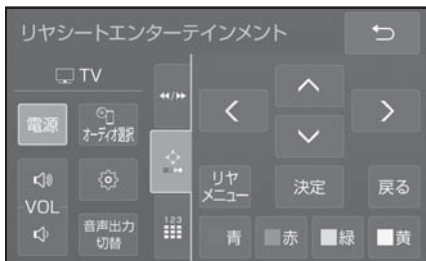 リヤシートエンターテインメント
TV
電源
オーディオ選択
VOL
音声出力
切替
123
リヤ
メニュー
決定
戻る
青
赤
緑
黄